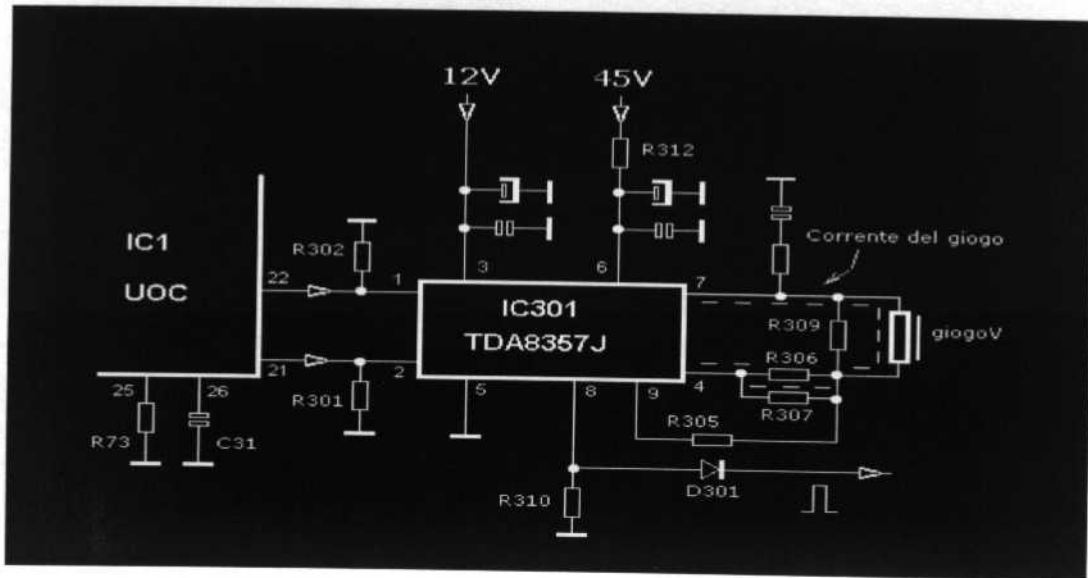 12V
45V
R312
IC1
UOC
R302
22
1
3
6
7
Corrente del giogo
IC301
TDA8357J
R309
giogoV
R306
21
2
R301
5
8
9
4
R307
R305
25
26
R73
C31
R310
D301